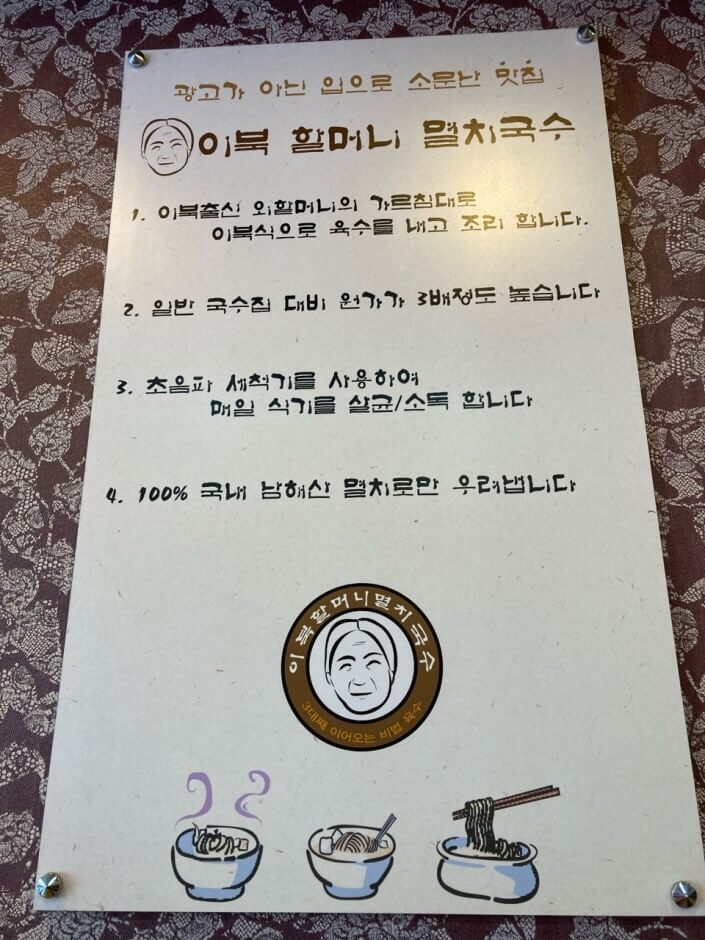 광고가 아닌 입으로 소문난 맛집
이북 할머니 멸치국수
1. 이북출신 외할머니의 가르침대로
이북식으로 육수를 내고 조리 합니다.
2. 일반 국수집 대비 원가가 3배정도 높습니다
3. 초음파 세척기를 사용하여
매일 식기를 살균/소독 합니다
4. 100% 국내 남해산 멸치로만 우려냅니다
이북할머니멸치국수
3대째 이어오는 비법 육수